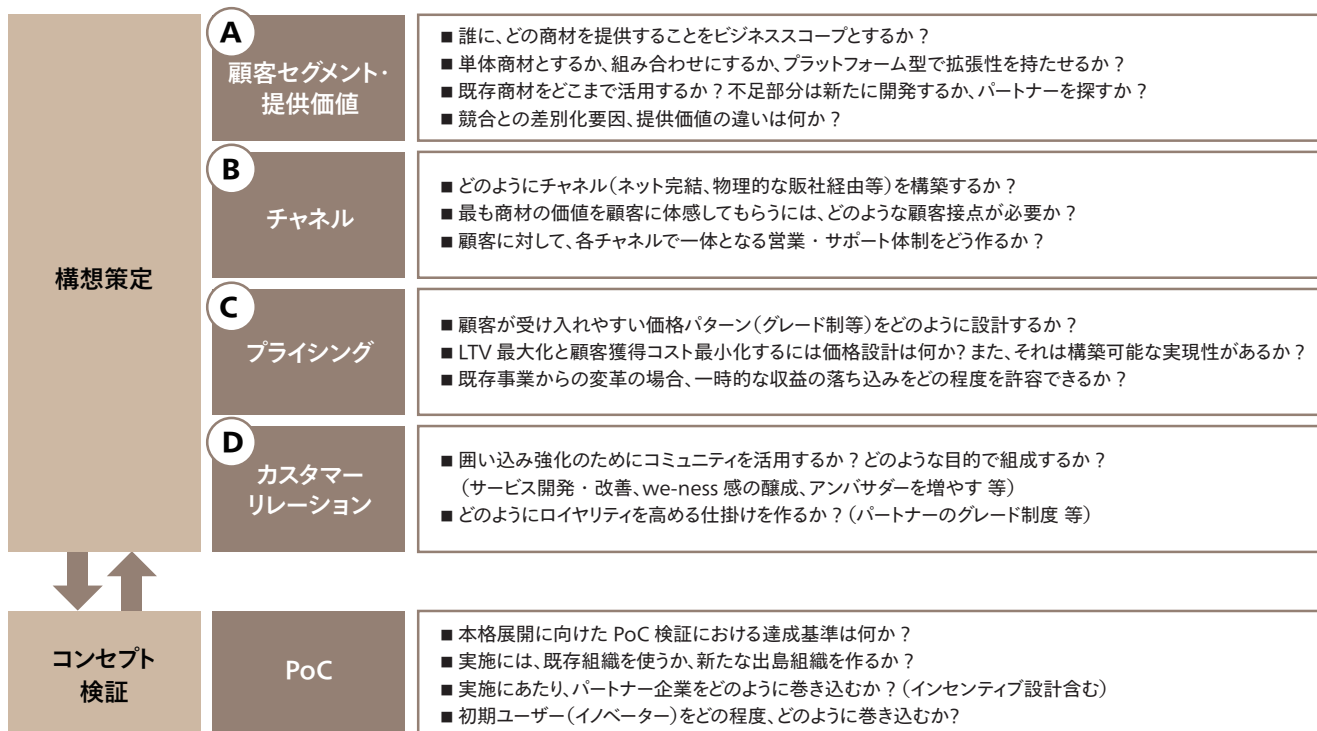 構想策定
A
顧客セグメント・
提供価値
■ 誰に、どの商材を提供することをビジネススコープとするか？
■ 単体商材とするか、組み合わせにするか、プラットフォーム型で拡張性を持たせるか？
■ 既存商材をどこまで活用するか？不足部分は新たに開発するか、パートナーを探すか？
■ 競合との差別化要因、提供価値の違いは何か？
B
チャネル
■ どのようにチャネル（ネット完結、物理的な販社経由等）を構築するか？
■ 最も商材の価値を顧客に体感してもらうには、どのような顧客接点が必要か？
■ 顧客に対して、各チャネルで一体となる営業・サポート体制をどう作るか？
C
プライシング
■ 顧客が受け入れやすい価格パターン（グレード制等）をどのように設計するか？
■ LTV 最大化と顧客獲得コスト最小化するには価格設計は何か？また、それは構築可能な実現性があるか？
■ 既存事業からの変革の場合、一時的な収益の落ち込みをどの程度を許容できるか？
D
カスタマー
リレーション
■ 囲い込み強化のためにコミュニティを活用するか？どのような目的で組成するか？
（サービス開発・改善、we-ness 感の醸成、アンバサダーを増やす 等）
■ どのようにロイヤリティを高める仕掛けを作るか？（パートナーのグレード制度 等）
コンセプト
検証
PoC
■ 本格展開に向けた PoC 検証における達成基準は何か？
■ 実施には、既存組織を使うか、新たな出島組織を作るか？
■ 実施にあたり、パートナー企業をどのように巻き込むか？（インセンティブ設計含む）
■ 初期ユーザー（イノベーター）をどの程度、どのように巻き込むか？